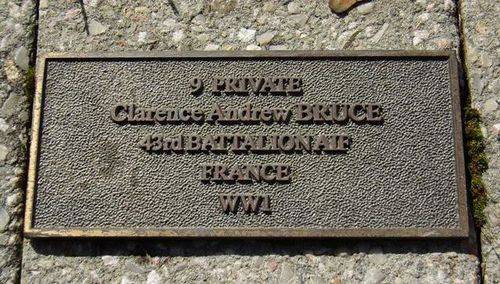 9 PRIVATE
Clarence Andrew BRUCE
43rd BATTALION AIF
FRANCE
WW1